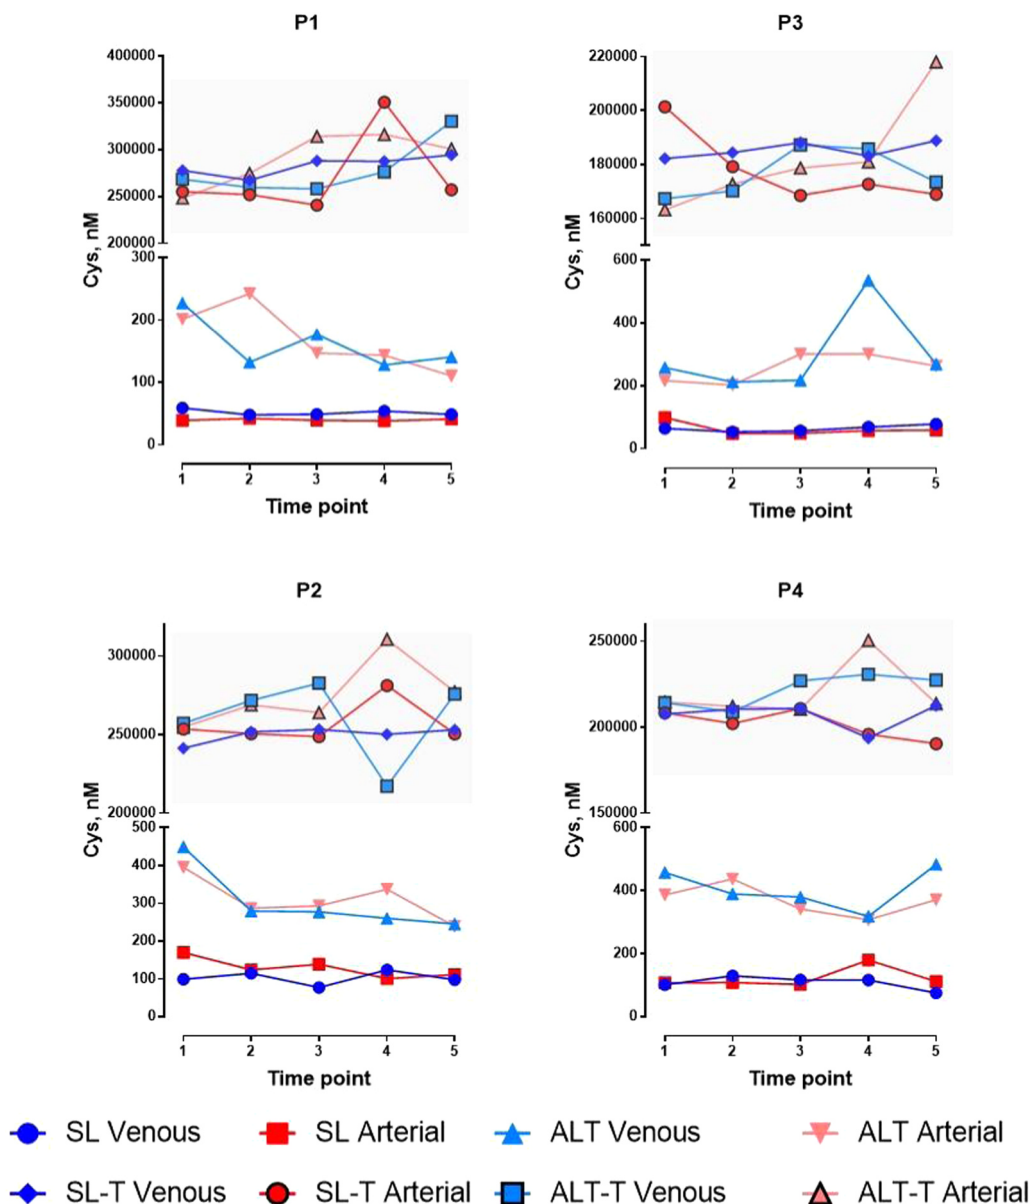 P1
400000
350000
300000
250000
200000
300
200
100
0
Cys, nM
1 2 3 4 5
Time point
P3
220000
200000
180000
160000
600
400
200
0
Cys, nM
1 2 3 4 5
Time point
P2
300000
250000
200000
500
400
300
200
100
0
Cys, nM
1 2 3 4 5
Time point
P4
250000
200000
150000
600
400
200
0
Cys, nM
1 2 3 4 5
Time point
SL Venous SL Arterial ALT Venous ALT Arterial
SL-T Venous SL-T Arterial ALT-T Venous ALT-T Arterial